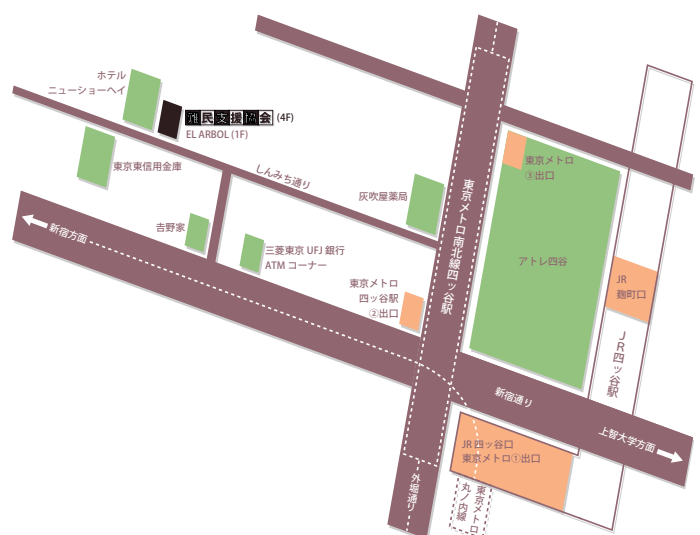 ホテル
ニューショーヘイ
難民支援協会 (4F)
EL ARBOL (1F)
東京東信用金庫
しんみち通り
灰吹屋薬局
東京メトロ南北線四ッ谷駅
東京メトロ
③出口
アトレ四谷
JR
麹町口
JR四ッ谷駅
吉野家
新宿方面
三菱東京 UFJ 銀行
ATM コーナー
東京メトロ
四ッ谷駅
②出口
新宿通り
上智大学方面
JR 四ッ谷口
東京メトロ①出口
外堀通り
東京メトロ
丸ノ内線